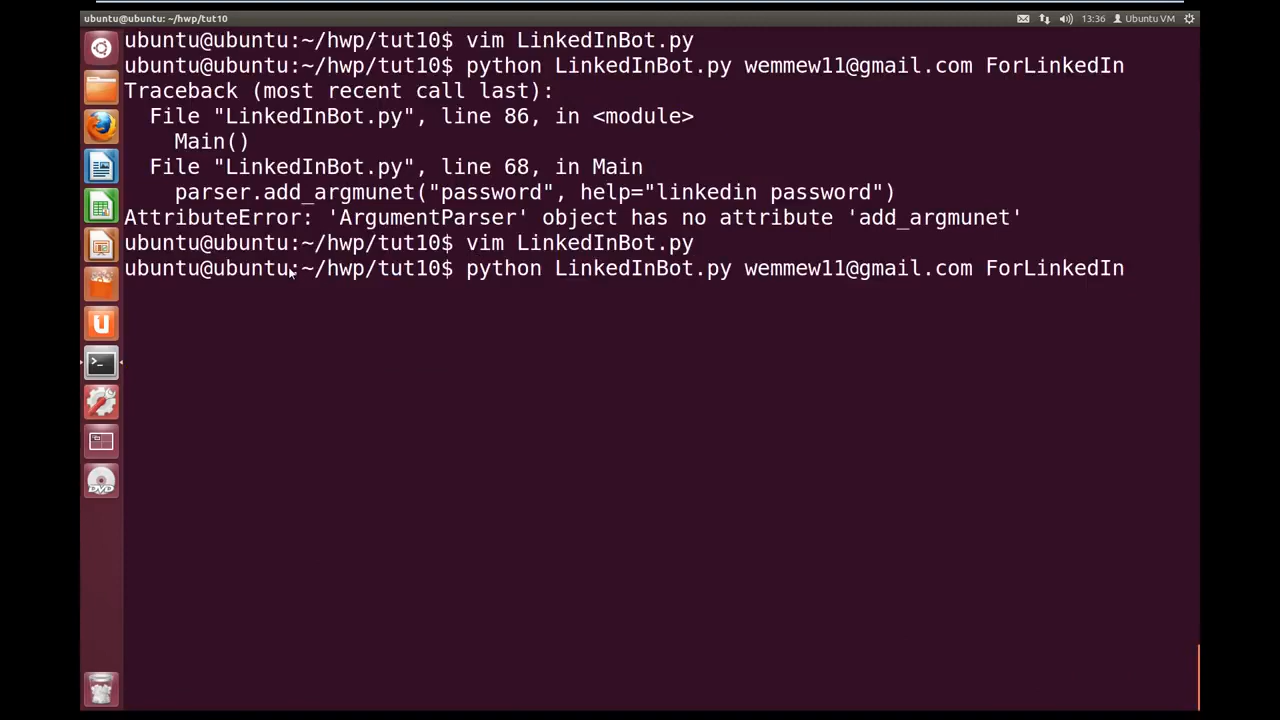 ubuntu@ubuntu: ~/hwp/tut10
13:36
Ubuntu VM
ubuntu@ubuntu:~/hwp/tut10$ vim LinkedInBot.py
ubuntu@ubuntu:~/hwp/tut10$ python LinkedInBot.py wemmew11@gmail.com ForLinkedIn
Traceback (most recent call last):
File "LinkedInBot.py", line 86, in <module>
Main()
File "LinkedInBot.py", line 68, in Main
parser.add_argmunet("password", help="linkedin password")
AttributeError: 'ArgumentParser' object has no attribute 'add_argmunet'
ubuntu@ubuntu:~/hwp/tut10$ vim LinkedInBot.py
ubuntu@ubuntu:~/hwp/tut10$ python LinkedInBot.py wemmew11@gmail.com ForLinkedIn
DVD